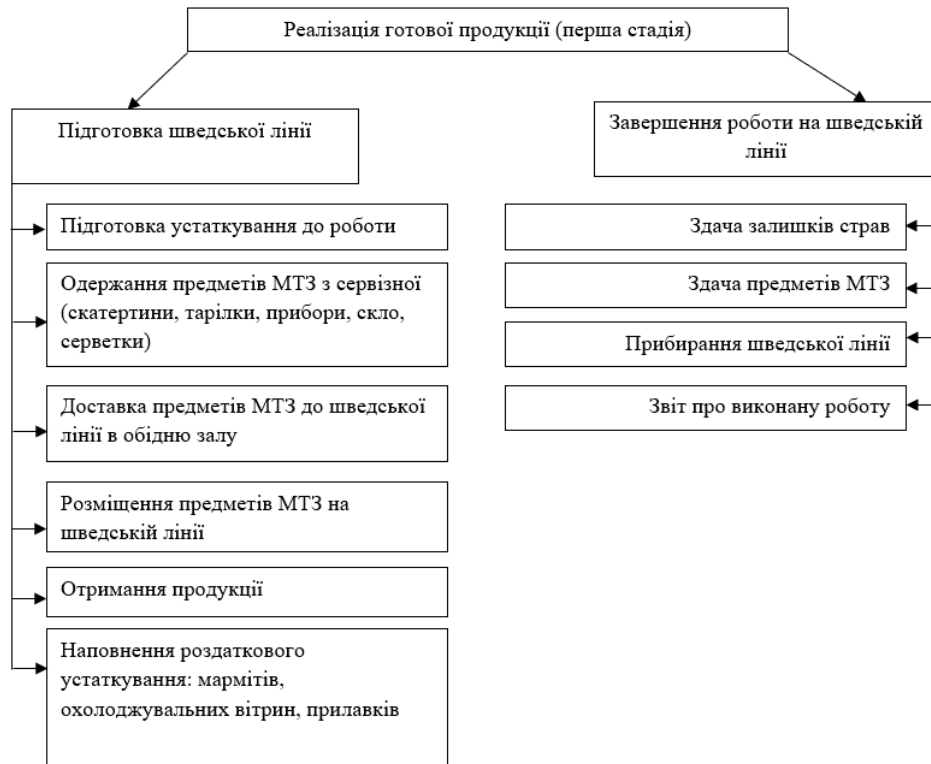 Реалізація готової продукції (перша стадія)
Підготовка шведської лінії
Підготовка устаткування до роботи
Одержання предметів МТЗ з сервізної
(скатертини, тарілки, прибори, скло,
серветки)
Доставка предметів МТЗ до шведської
лінії в обідню залу
Розміщення предметів МТЗ на
шведській лінії
Отримання продукції
Наповнення роздаткового
устаткування: мармітів,
охолоджувальних вітрин, прилавків
Завершення роботи на шведській
лінії
Здача залишків страв
Здача предметів МТЗ
Прибирання шведської лінії
Звіт про виконану роботу